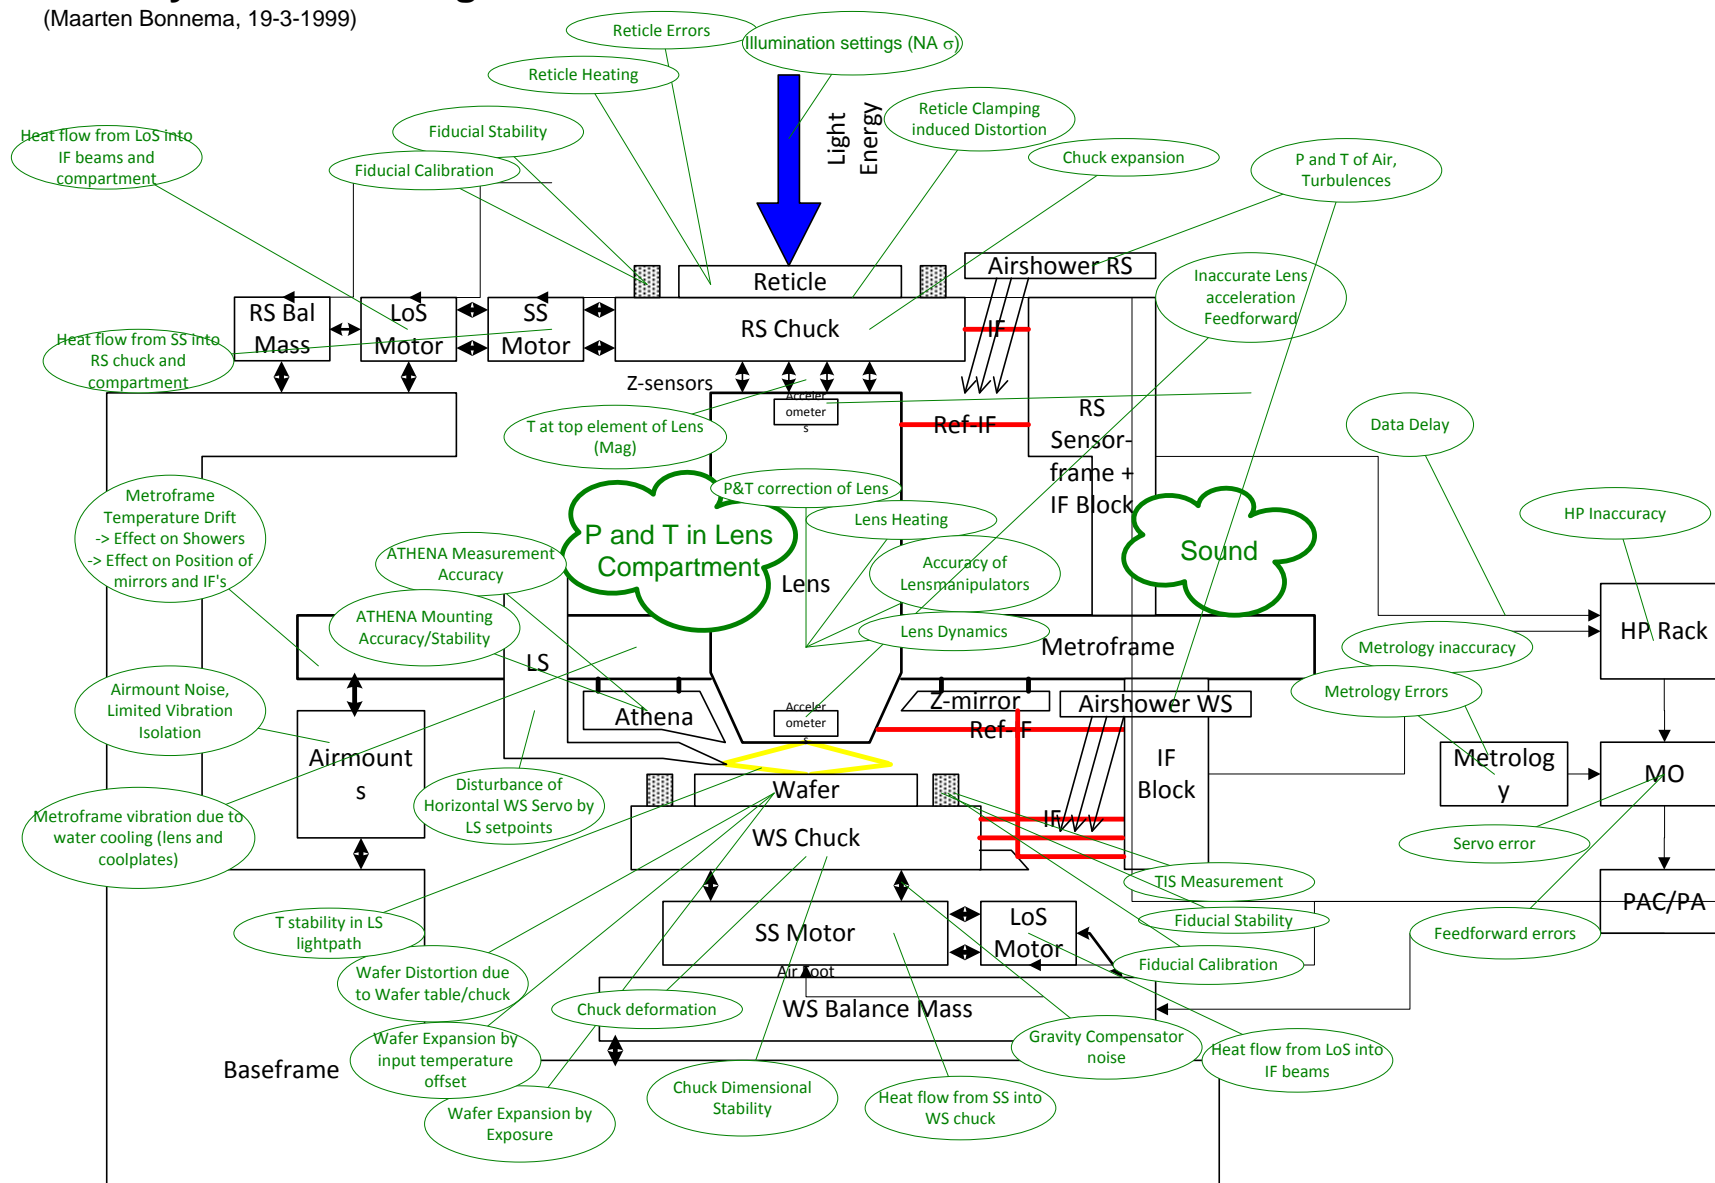 (Maarten Bonnema, 19-3-1999)
Reticle Errors
Illumination settings (NA σ)
Reticle Heating
Light
Energy
Reticle Clamping
induced Distortion
Heat flow from LoS into
IF beams and
compartment
Fiducial Stability
Fiducial Calibration
Chuck expansion
P and T of Air,
Turbulences
Airshower RS
Reticle
Inaccurate Lens
acceleration
Feedforward
RS Bal
Mass
LoS
Motor
SS
Motor
RS Chuck
IF
Heat flow from SS into
RS chuck and
compartment
Z-sensors
Acceler
ometer
s
T at top element of Lens
(Mag)
Ref-IF
RS
Sensor-
frame +
IF Block
Data Delay
Metroframe
Temperature Drift
-> Effect on Showers
-> Effect on Position of
mirrors and IF's
P&T correction of Lens
Lens Heating
HP Inaccuracy
P and T in Lens
Compartment
Sound
ATHENA Measurement
Accuracy
Accuracy of
Lensmanipulators
Lens
ATHENA Mounting
Accuracy/Stability
Lens Dynamics
LS
Metroframe
Metrology inaccuracy
HP Rack
Metrology Errors
Airmount Noise,
Limited Vibration
Isolation
Athena
Z-mirror
Airshower WS
Acceler
ometer
s
Ref-IF
Airmount
s
IF
Block
Metrolog
y
MO
Disturbance of
Horizontal WS Servo by
LS setpoints
Wafer
Metroframe vibration due to
water cooling (lens and
coolplates)
WS Chuck
IF
Servo error
TIS Measurement
PAC/PA
T stability in LS
lightpath
SS Motor
LoS
Motor
Fiducial Stability
Feedforward errors
Wafer Distortion due
to Wafer table/chuck
Air Foot
Fiducial Calibration
Chuck deformation
WS Balance Mass
Wafer Expansion by
input temperature
offset
Gravity Compensator
noise
Heat flow from LoS into
IF beams
Baseframe
Chuck Dimensional
Stability
Heat flow from SS into
WS chuck
Wafer Expansion by
Exposure